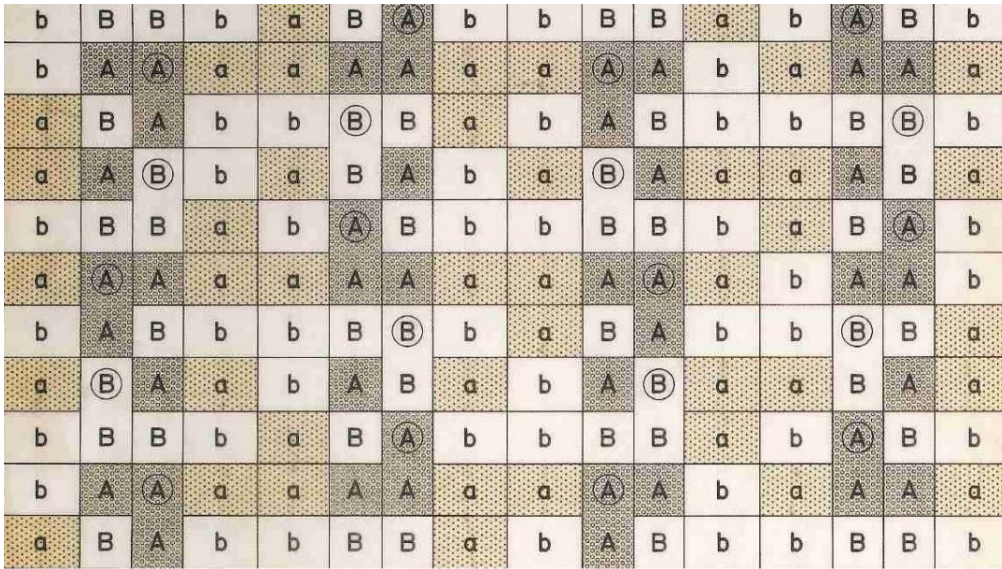 b B B b a B A b b B B a b A B b
b A A a a A A a a A A b a A A a
a B A b b B B a b A B b b B B b
a A B b a B A b a B A a a A B a
b B B a b A B b b B B b a B A b
a A A a a A A a a A A a b A A b
b A B b b B B b a B A b b B B a
a B A a b A B a b A B a a B A a
b B B b a B A b b B B a b A B b
b A A a a A A a a A A b a A A a
a B A b b B B a b A B b b B B b